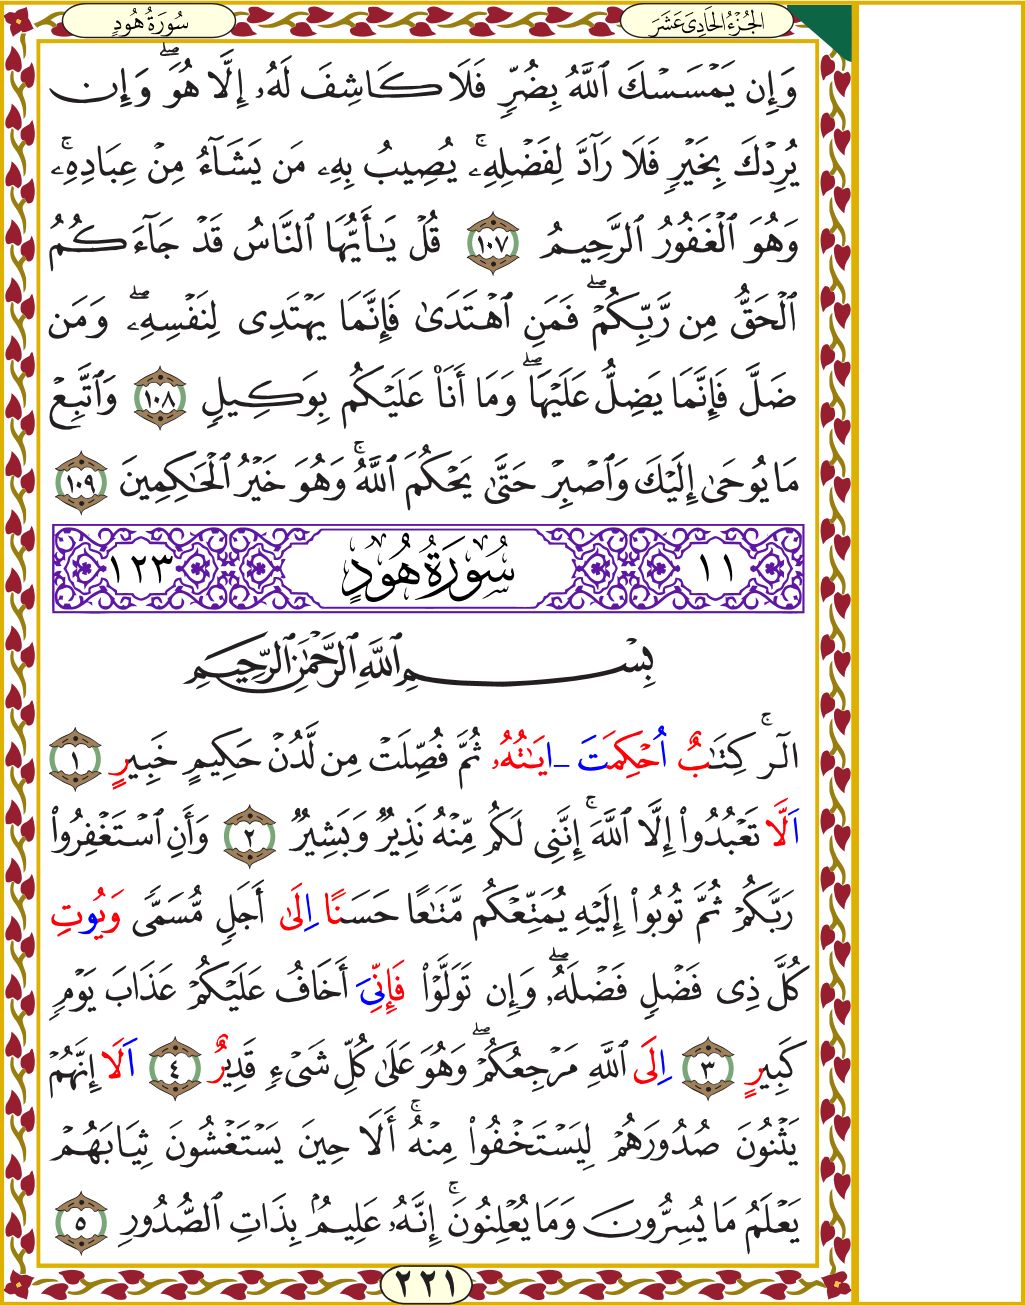 الجُزْءُ الحَادِىَ عَشَرَ
سُورَةُ هُودٍ
وَإِن يَمْسَسْكَ ٱللَّهُ بِضُرٍّ فَلَا كَاشِفَ لَهُۥ إِلَّا هُوَۖ وَإِن
يُرِدْكَ بِخَيْرٍ فَلَا رَآدَّ لِفَضْلِهِۦۚ يُصِيبُ بِهِۦ مَن يَشَآءُ مِنْ عِبَادِهِۦۚ
وَهُوَ ٱلْغَفُورُ ٱلرَّحِيمُ ١٠٧ قُلْ يَـٰٓأَيُّهَا ٱلنَّاسُ قَدْ جَآءَكُمُ
ٱلْحَقُّ مِن رَّبِّكُمْۖ فَمَنِ ٱهْتَدَىٰ فَإِنَّمَا يَهْتَدِى لِنَفْسِهِۦۖ وَمَن
ضَلَّ فَإِنَّمَا يَضِلُّ عَلَيْهَاۖ وَمَآ أَنَا۠ عَلَيْكُم بِوَكِيلٍ ١٠٨ وَٱتَّبِعْ
مَا يُوحَىٰٓ إِلَيْكَ وَٱصْبِرْ حَتَّىٰ يَحْكُمَ ٱللَّهُۚ وَهُوَ خَيْرُ ٱلْحَـٰكِمِينَ ١٠٩
١١ سُورَةُ هُودٍ ١٢٣
بِسْمِ ٱللَّهِ ٱلرَّحْمَـٰنِ ٱلرَّحِيمِ
الٓرۚ كِتَـٰبٌ اُحْكِمَتَ ـايَـٰتُهُۥ ثُمَّ فُصِّلَتْ مِن لَّدُنْ حَكِيمٍ خَبِيرٍ ١
اَلَّا تَعْبُدُوٓا۟ إِلَّا ٱللَّهَۚ إِنَّنِى لَكُم مِّنْهُ نَذِيرٌ وَبَشِيرٌ ٢ وَأَنِ ٱسْتَغْفِرُوا۟
رَبَّكُمْ ثُمَّ تُوبُوٓا۟ إِلَيْهِ يُمَتِّعْكُم مَّتَـٰعًا حَسَنًا اِلَىٰٓ أَجَلٍ مُّسَمًّى وَيُوتِ
كُلَّ ذِى فَضْلٍ فَضْلَهُۥۖ وَإِن تَوَلَّوْا۟ فَإِنِّىَ أَخَافُ عَلَيْكُمْ عَذَابَ يَوْمٍ
كَبِيرٍ ٣ اِلَى ٱللَّهِ مَرْجِعُكُمْۖ وَهُوَ عَلَىٰ كُلِّ شَىْءٍ قَدِيرٌ ٤ اَلَآ إِنَّهُمْ
يَثْنُونَ صُدُورَهُمْ لِيَسْتَخْفُوا۟ مِنْهُۚ أَلَا حِينَ يَسْتَغْشُونَ ثِيَابَهُمْ
يَعْلَمُ مَا يُسِرُّونَ وَمَا يُعْلِنُونَۚ إِنَّهُۥ عَلِيمٌۢ بِذَاتِ ٱلصُّدُورِ ٥
٢٢١